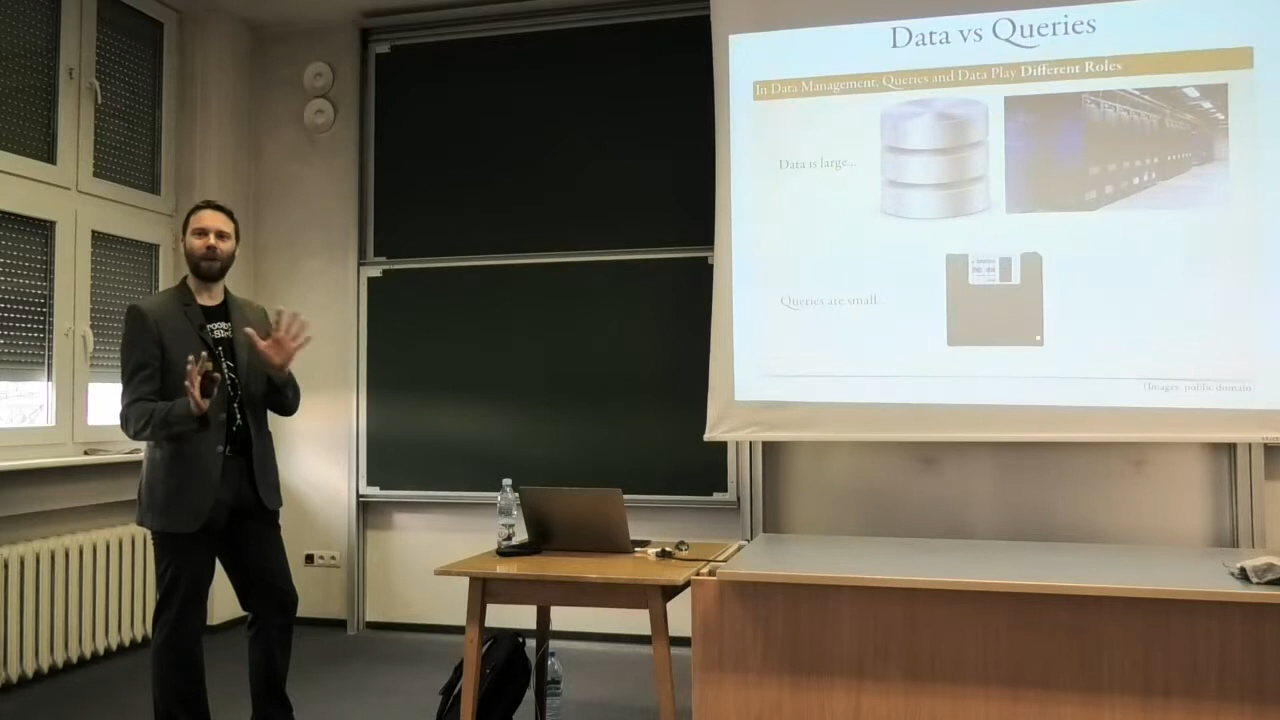 Data vs Queries
In Data Management, Queries and Data Play Different Roles
Data is large...
Queries are small...
(Images: public domain